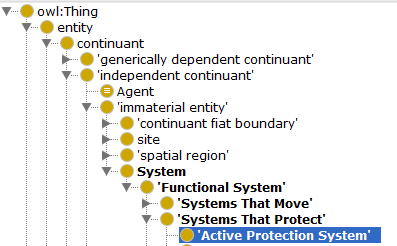 owl:Thing
entity
continuant
'generically dependent continuant'
'independent continuant'
Agent
'immaterial entity'
'continuant fiat boundary'
site
'spatial region'
System
'Functional System'
'Systems That Move'
'Systems That Protect'
'Active Protection System'